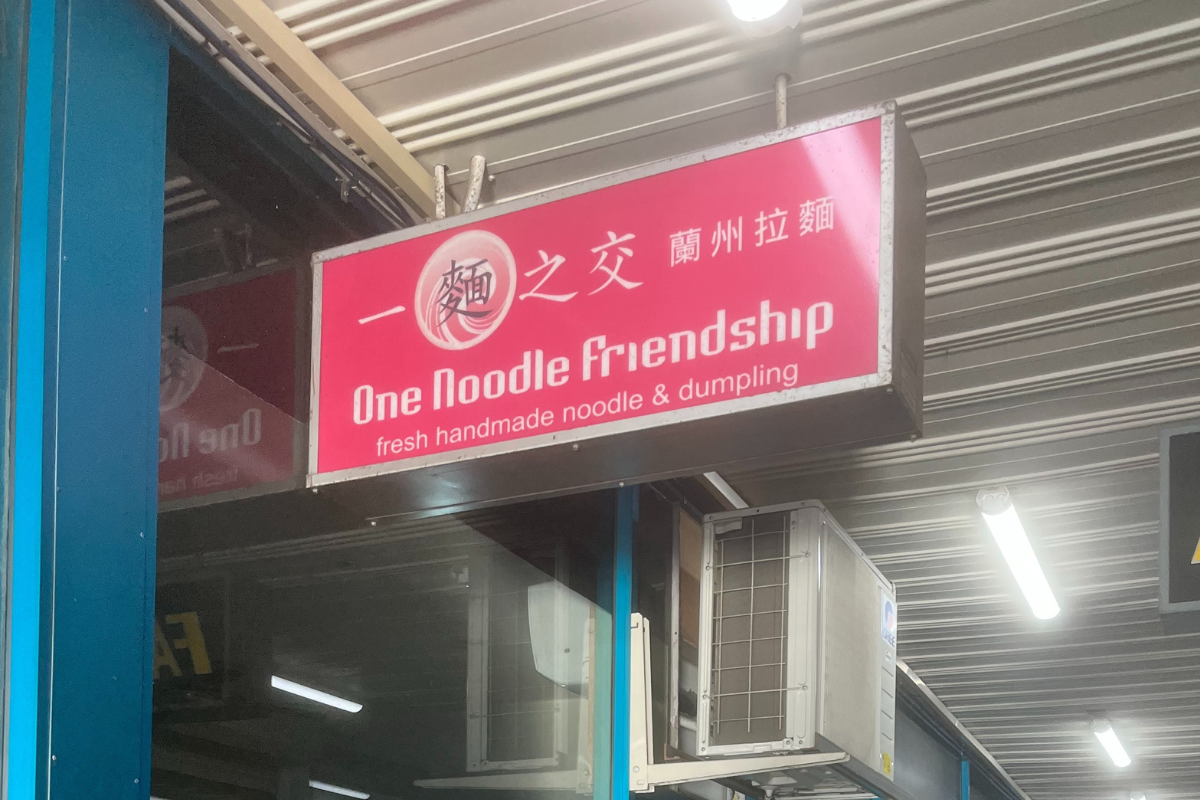 一麵之交 蘭州拉麵
One Noodle Friendship
fresh handmade noodle & dumpling